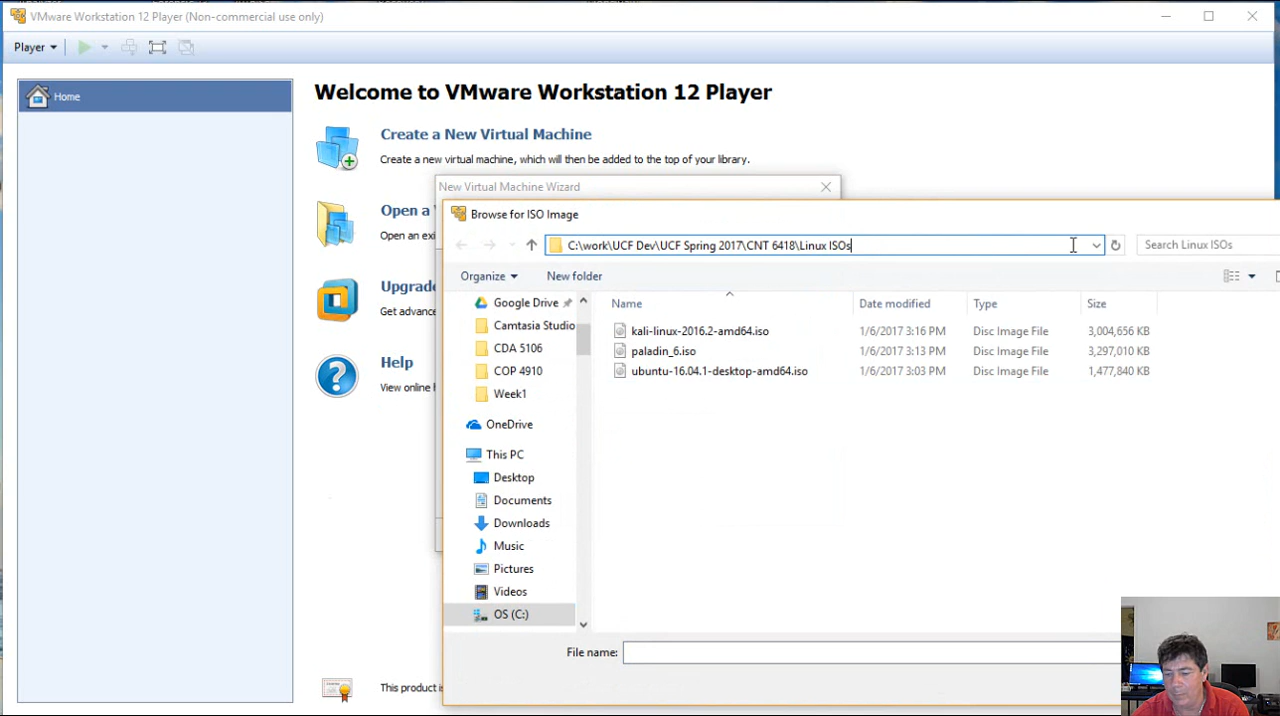 VMware Workstation 12 Player (Non-commercial use only)
Player
Home
Welcome to VMware Workstation 12 Player
Create a New Virtual Machine
Create a new virtual machine, which will then be added to the top of your library.
Open a
Open an exi
Upgrade
Get advance
Help
View online
This product is
New Virtual Machine Wizard
Browse for ISO Image
C:\work\UCF Dev\UCF Spring 2017\CNT 6418\Linux ISOs
Search Linux ISOs
Organize
New folder
Google Drive
Camtasia Studio
CDA 5106
COP 4910
Week1
OneDrive
This PC
Desktop
Documents
Downloads
Music
Pictures
Videos
OS (C:)
Name Date modified Type Size
kali-linux-2016.2-amd64.iso 1/6/2017 3:16 PM Disc Image File 3,004,656 KB
paladin_6.iso 1/6/2017 3:13 PM Disc Image File 3,297,010 KB
ubuntu-16.04.1-desktop-amd64.iso 1/6/2017 3:03 PM Disc Image File 1,477,840 KB
File name: